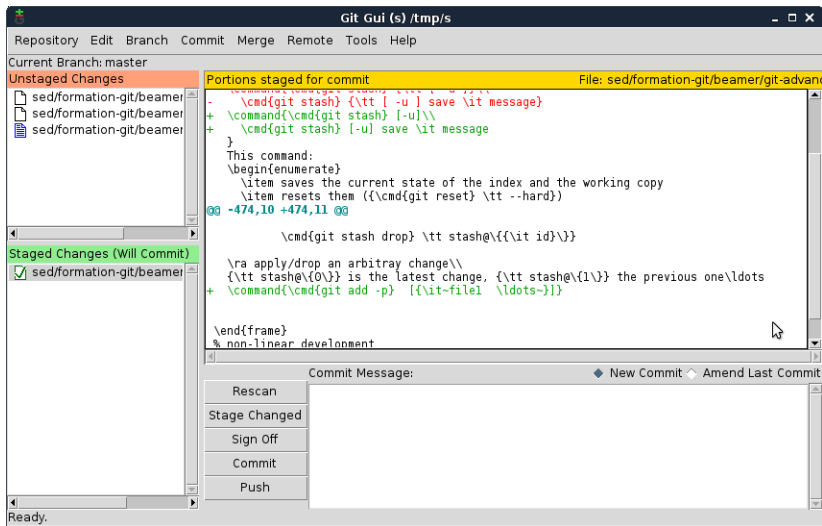 Git Gui (s) /tmp/s
Repository Edit Branch Commit Merge Remote Tools Help
Current Branch: master
Unstaged Changes
sed/formation-git/beamer
sed/formation-git/beamer
sed/formation-git/beamer
Staged Changes (Will Commit)
sed/formation-git/beamer
Portions staged for commit File: sed/formation-git/beamer/git-advanc
- \cmd{git stash} {\tt [ -u ] save \it message}
+ \command{\cmd{git stash} [-u]\\
+ \cmd{git stash} [-u] save \it message
}
This command:
\begin{enumerate}
\item saves the current state of the index and the working copy
\item resets them ({\cmd{git reset} \tt --hard})
@@ -474,10 +474,11 @@
\cmd{git stash drop} \tt stash@\{{\it id}\}}
\ra apply/drop an arbitray change\\
{\tt stash@\{0\}} is the latest change, {\tt stash@\{1\}} the previous one\ldots
+ \command{\cmd{git add -p} [{\it~file1 \ldots~}]}
\end{frame}
% non-linear development
Commit Message: New Commit Amend Last Commit
Rescan
Stage Changed
Sign Off
Commit
Push
Ready.